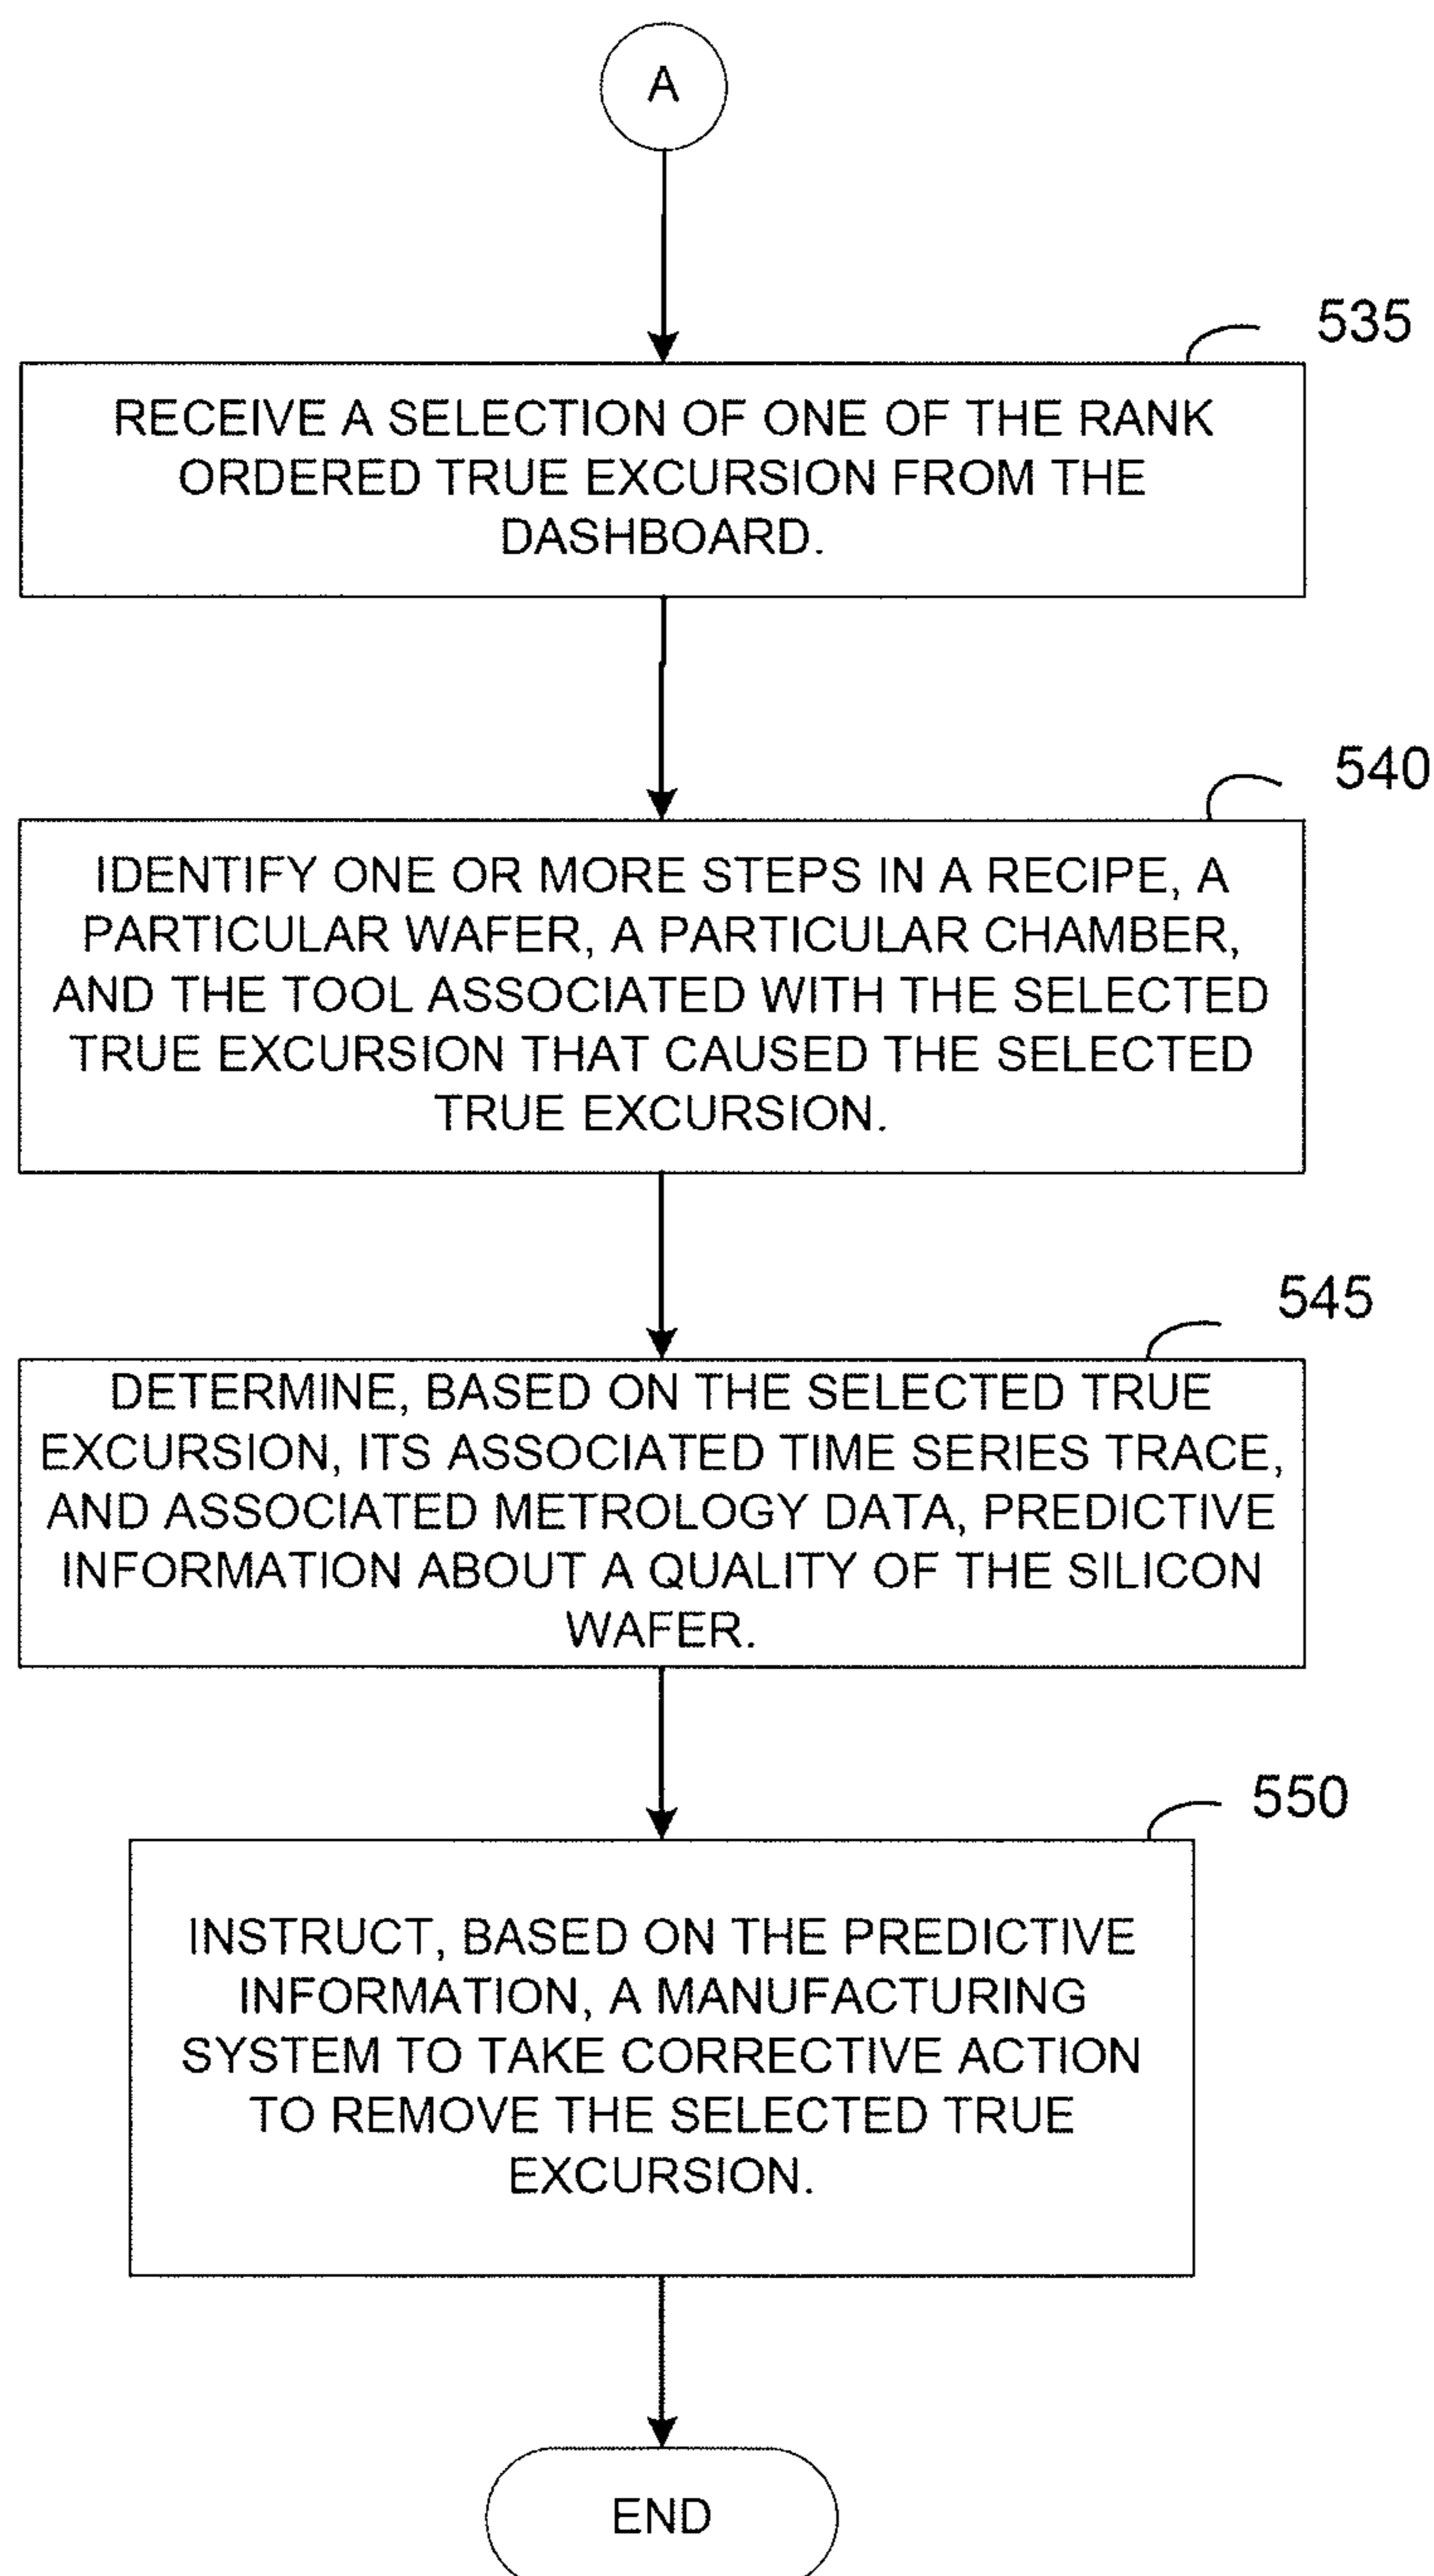 A
535
RECEIVE A SELECTION OF ONE OF THE RANK
ORDERED TRUE EXCURSION FROM THE
DASHBOARD.
540
IDENTIFY ONE OR MORE STEPS IN A RECIPE, A
PARTICULAR WAFER, A PARTICULAR CHAMBER,
AND THE TOOL ASSOCIATED WITH THE SELECTED
TRUE EXCURSION THAT CAUSED THE SELECTED
TRUE EXCURSION.
545
DETERMINE, BASED ON THE SELECTED TRUE
EXCURSION, ITS ASSOCIATED TIME SERIES TRACE,
AND ASSOCIATED METROLOGY DATA, PREDICTIVE
INFORMATION ABOUT A QUALITY OF THE SILICON
WAFER.
550
INSTRUCT, BASED ON THE PREDICTIVE
INFORMATION, A MANUFACTURING
SYSTEM TO TAKE CORRECTIVE ACTION
TO REMOVE THE SELECTED TRUE
EXCURSION.
END